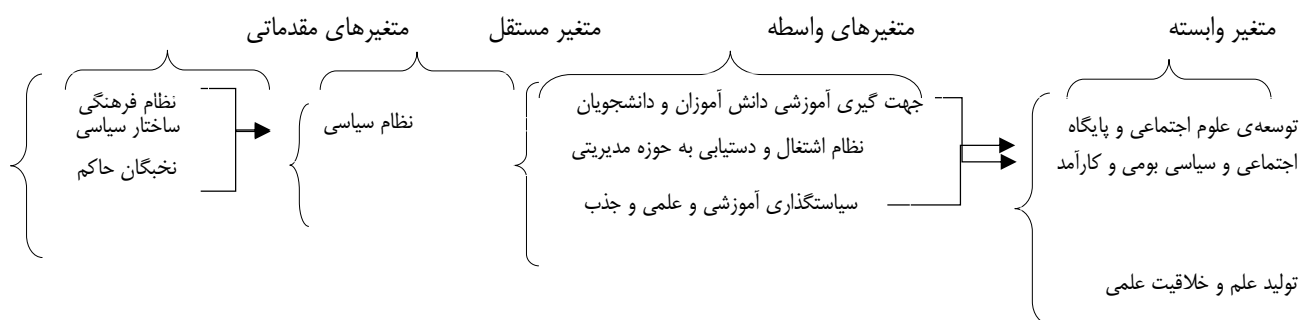 متغیرهای مقدماتی
متغیر مستقل
متغیرهای واسطه
متغیر وابسته
نظام فرهنگی
ساختار سیاسی
نخبگان حاکم
نظام سیاسی
جهت گیری آموزشی دانش آموزان و دانشجویان
نظام اشتغال و دستیابی به حوزه مدیریتی
سیاستگذاری آموزشی و علمی و جذب
توسعه‌ی علوم اجتماعی و پایگاه
اجتماعی و سیاسی بومی و کارآمد
تولید علم و خلاقیت علمی